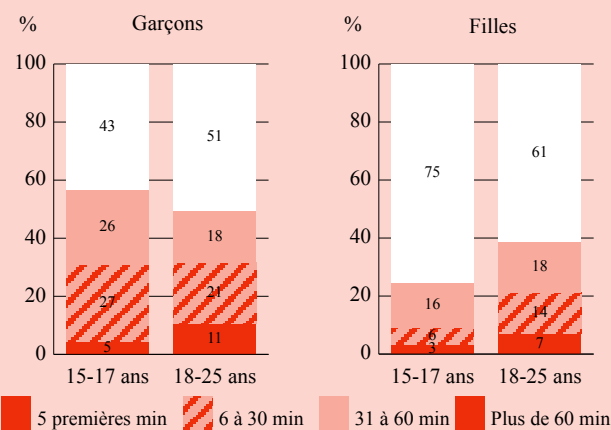 % Garçons % Filles
100 100
43 51 75 61
80 80
60 60
26 18 18
40 40
27 21 16 14
20 20
5 11 6 3 7
0 0
15-17 ans 18-25 ans 15-17 ans 18-25 ans
5 premières min 6 à 30 min 31 à 60 min Plus de 60 min